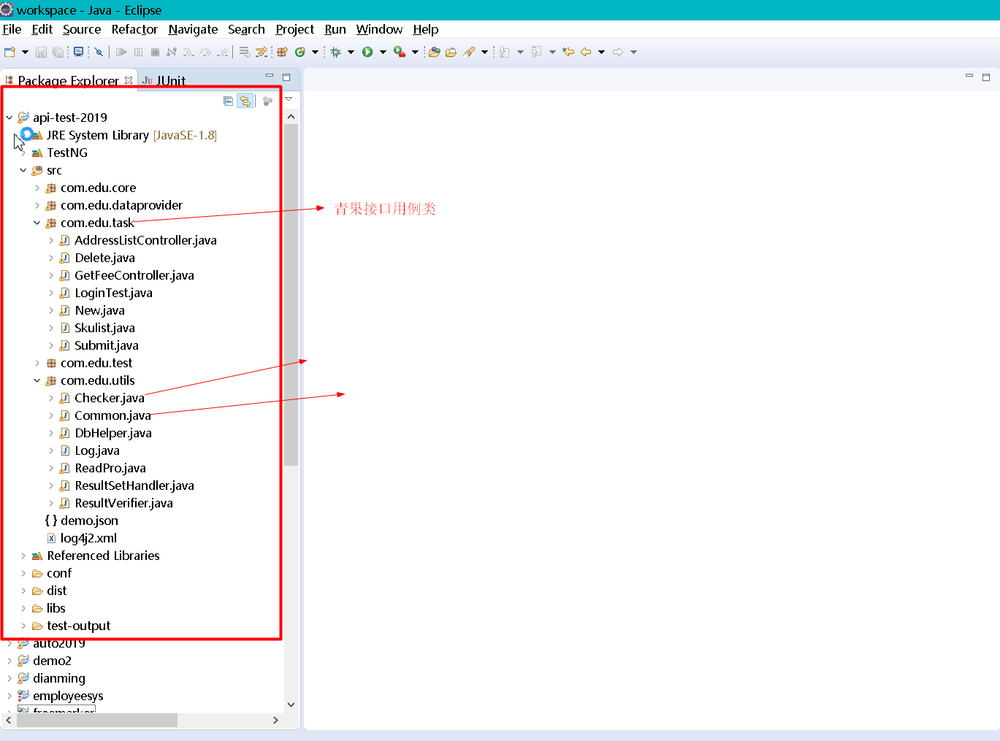 workspace - Java - Eclipse
File Edit Source Refactor Navigate Search Project Run Window Help
Package Explorer JUnit
api-test-2019
JRE System Library [JavaSE-1.8]
TestNG
src
com.edu.core
com.edu.dataprovider
com.edu.task
青果接口用例类
AddressListController.java
Delete.java
GetFeeController.java
LoginTest.java
New.java
Skulist.java
Submit.java
com.edu.test
com.edu.utils
Checker.java
Common.java
DbHelper.java
Log.java
ReadPro.java
ResultSetHandler.java
ResultVerifier.java
demo.json
log4j2.xml
Referenced Libraries
conf
dist
libs
test-output
auto2019
demo2
dianming
employeesys
freemarker